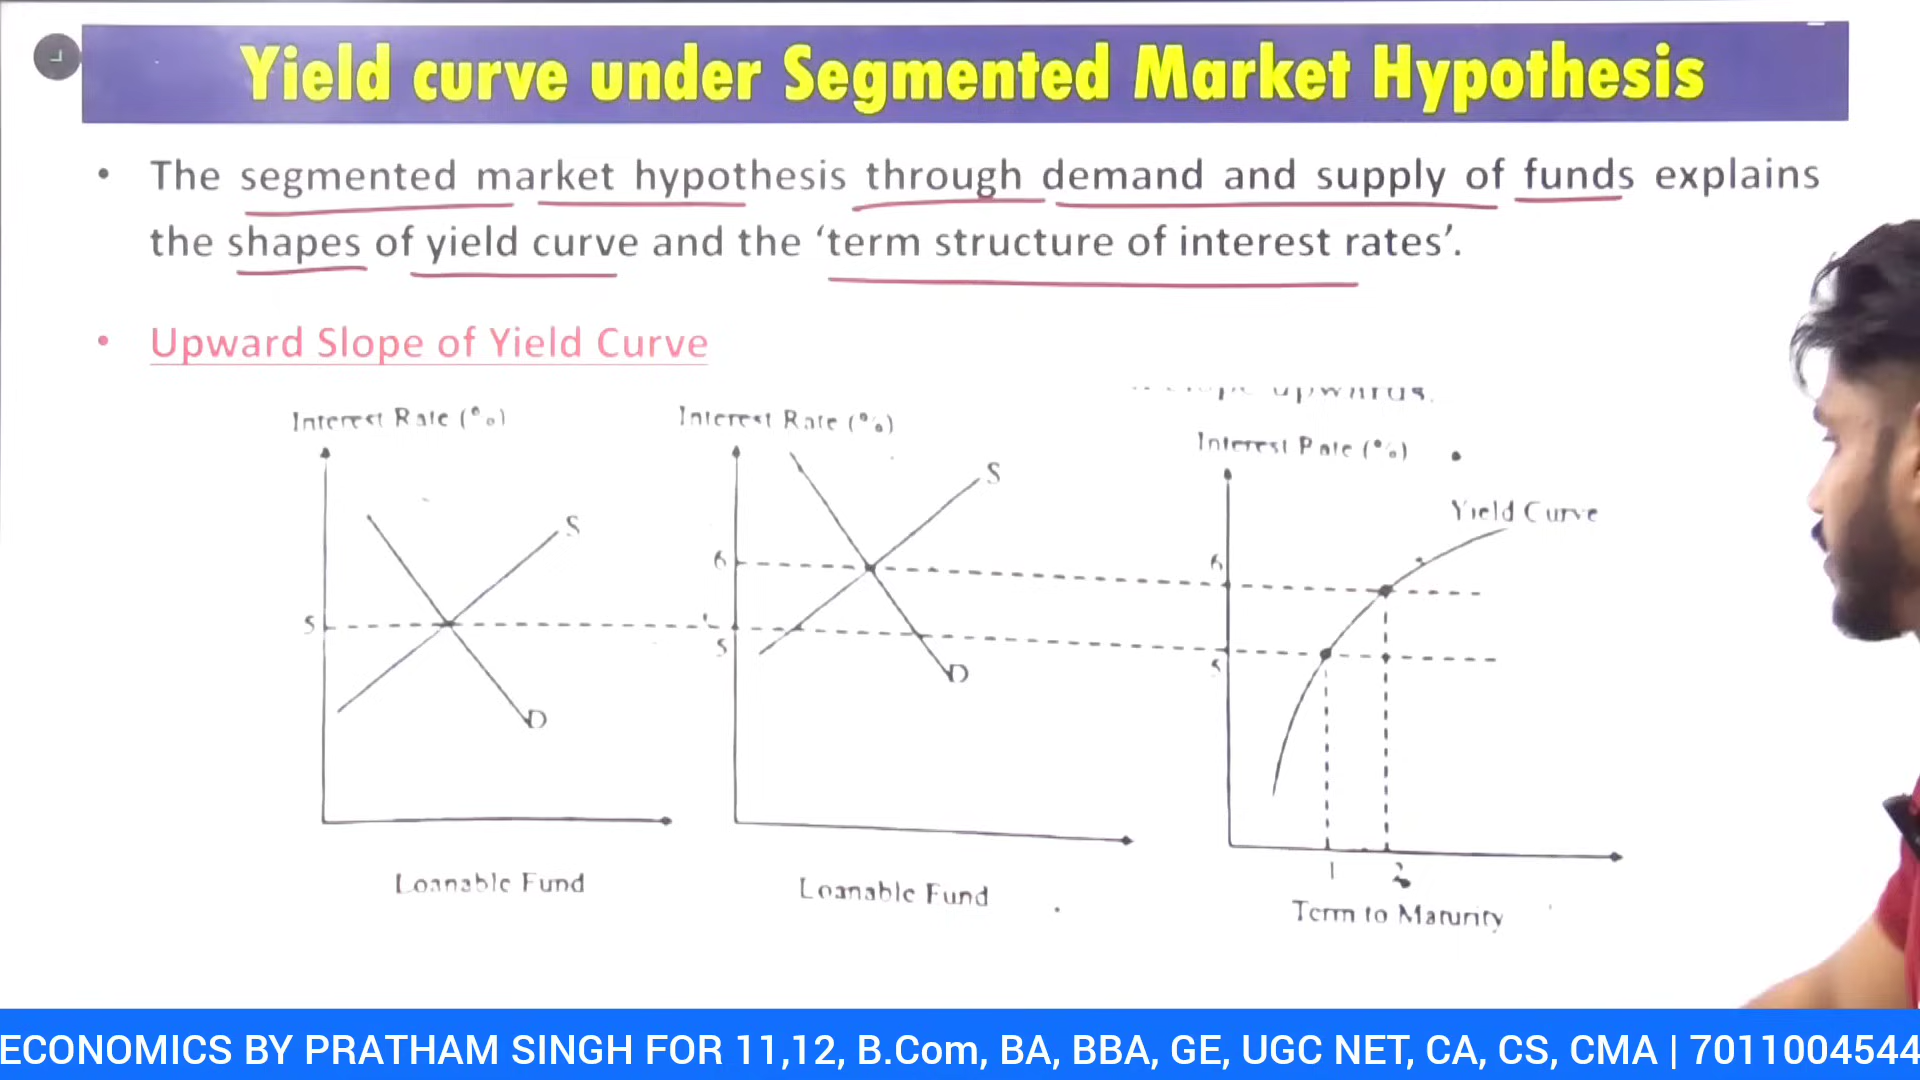 Yield curve under Segmented Market Hypothesis
• The segmented market hypothesis through demand and supply of funds explains
the shapes of yield curve and the ‘term structure of interest rates’.
• Upward Slope of Yield Curve
upwards.
Interest Rate (%)
Interest Rate (%)
Interest Rate (%)
S
S
Yield Curve
6
6
5
5
5
D
D
1
2
Loanable Fund
Loanable Fund
Term to Maturity
ECONOMICS BY PRATHAM SINGH FOR 11,12, B.Com, BA, BBA, GE, UGC NET, CA, CS, CMA | 7011004544